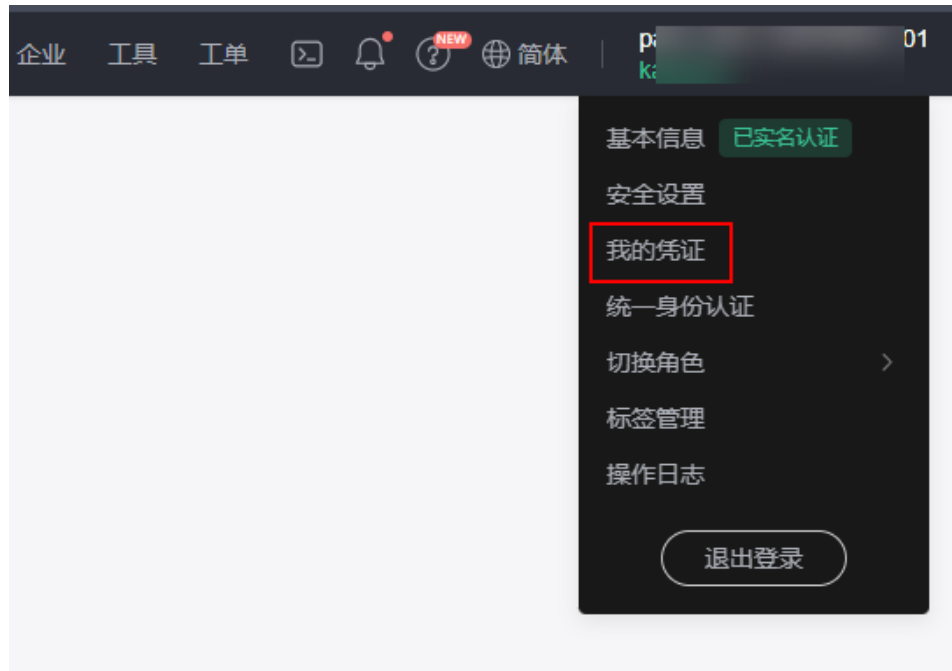 企业 工具 工单 NEW 简体 01
基本信息 已实名认证
安全设置
我的凭证
统一身份认证
切换角色
标签管理
操作日志
退出登录